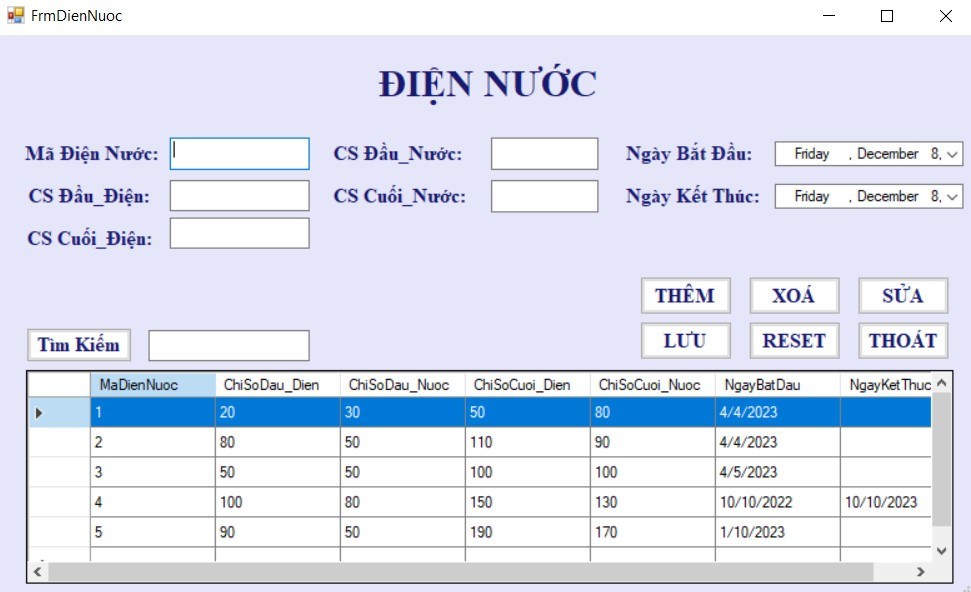 FrmDienNuoc
ĐIỆN NƯỚC
Mã Điện Nước: CS Đầu_Nước: Ngày Bắt Đầu: Friday , December 8,
CS Đầu_Điện: CS Cuối_Nước: Ngày Kết Thúc: Friday , December 8,
CS Cuối_Điện:
THÊM XOÁ SỬA
Tìm Kiếm LƯU RESET THOÁT
MaDienNuoc ChiSoDau_Dien ChiSoDau_Nuoc ChiSoCuoi_Dien ChiSoCuoi_Nuoc NgayBatDau NgayKetThuc
1 20 30 50 80 4/4/2023
2 80 50 110 90 4/4/2023
3 50 50 100 100 4/5/2023
4 100 80 150 130 10/10/2022 10/10/2023
5 90 50 190 170 1/10/2023